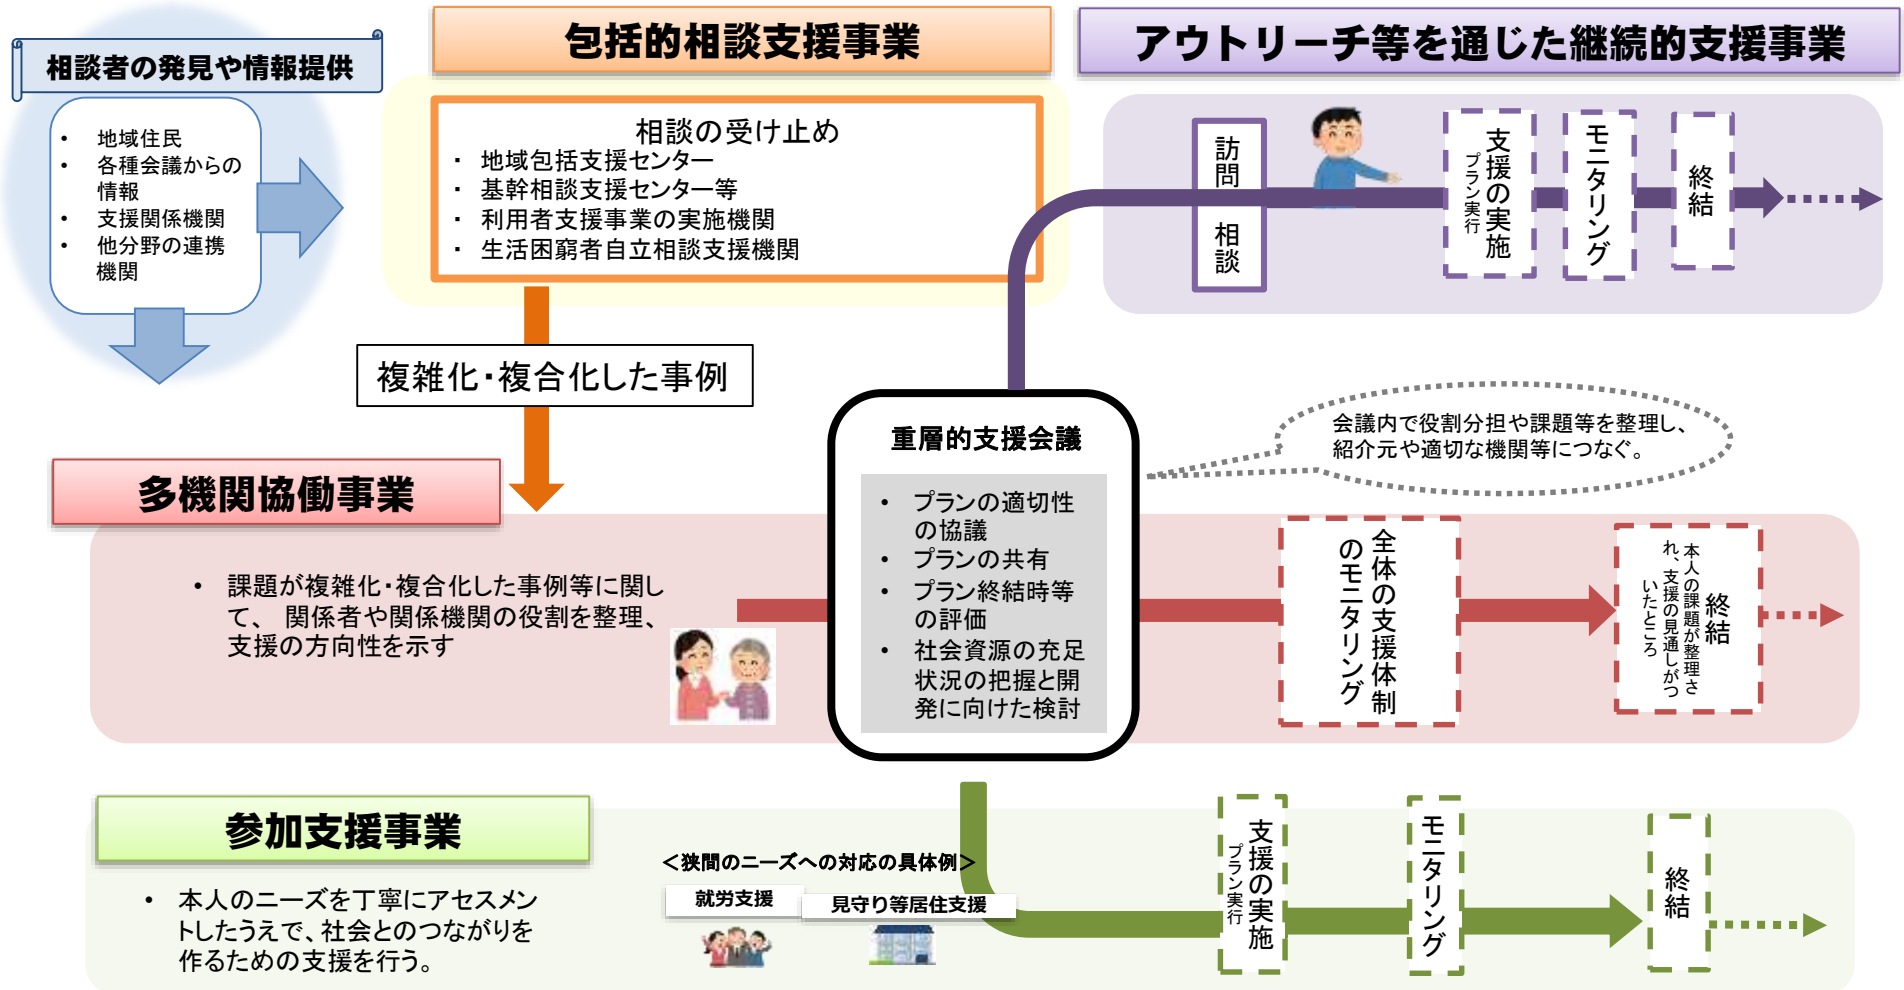 相談者の発見や情報提供
• 地域住民
• 各種会議からの
情報
• 支援関係機関
• 他分野の連携
機関
包括的相談支援事業
相談の受け止め
・ 地域包括支援センター
・ 基幹相談支援センター等
・ 利用者支援事業の実施機関
・ 生活困窮者自立相談支援機関
アウトリーチ等を通じた継続的支援事業
訪問
相談
支援の実施
プラン実行
モニタリング
終結
複雑化・複合化した事例
重層的支援会議
• プランの適切性
の協議
• プランの共有
• プラン終結時等
の評価
• 社会資源の充足
状況の把握と開
発に向けた検討
会議内で役割分担や課題等を整理し、
紹介元や適切な機関等につなぐ。
多機関協働事業
• 課題が複雑化・複合化した事例等に関し
て、 関係者や関係機関の役割を整理、
支援の方向性を示す
全体の支援体制
のモニタリング
終結
本人の課題が整理さ
れ、支援の見通しがつ
いたところ
参加支援事業
• 本人のニーズを丁寧にアセスメン
トしたうえで、社会とのつながりを
作るための支援を行う。
＜狭間のニーズへの対応の具体例＞
就労支援
見守り等居住支援
支援の実施
プラン実行
モニタリング
終結